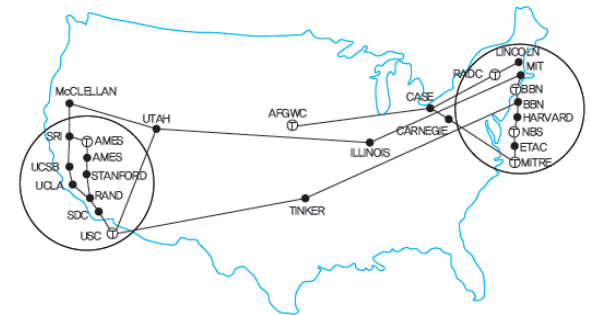 LINCOLN
MIT
RADC T
T BBN
BBN
HARVARD
T NBS
ETAC
T MITRE
CASE
CARNEGIE
AFGWC
T
McCLELLAN
UTAH
ILLINOIS
SRI
T AMES
AMES
STANFORD
UCSB
UCLA
RAND
SDC
USC T
TINKER